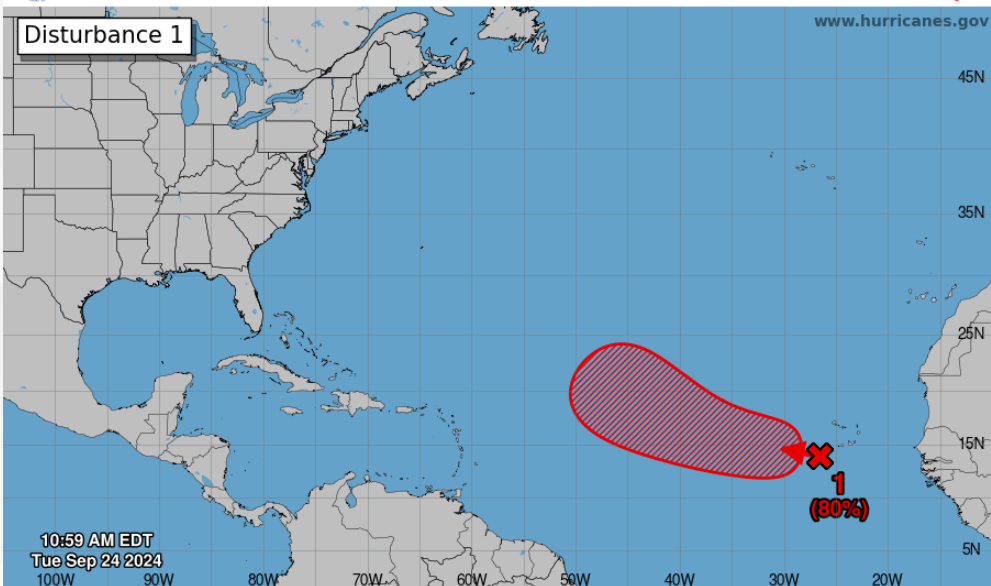 Disturbance 1
www.hurricanes.gov
45N
35N
25N
15N
1
(80%)
10:59 AM EDT
Tue Sep 24 2024
5N
100W 90W 80W 70W 60W 50W 40W 30W 20W 10W